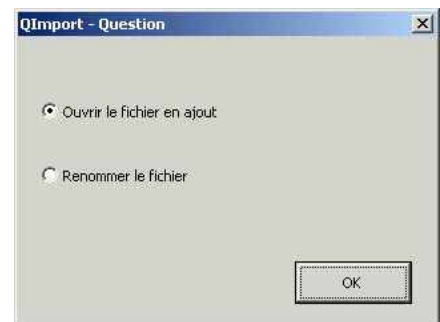 QImport - Question
Ouvrir le fichier en ajout
Renommer le fichier
OK